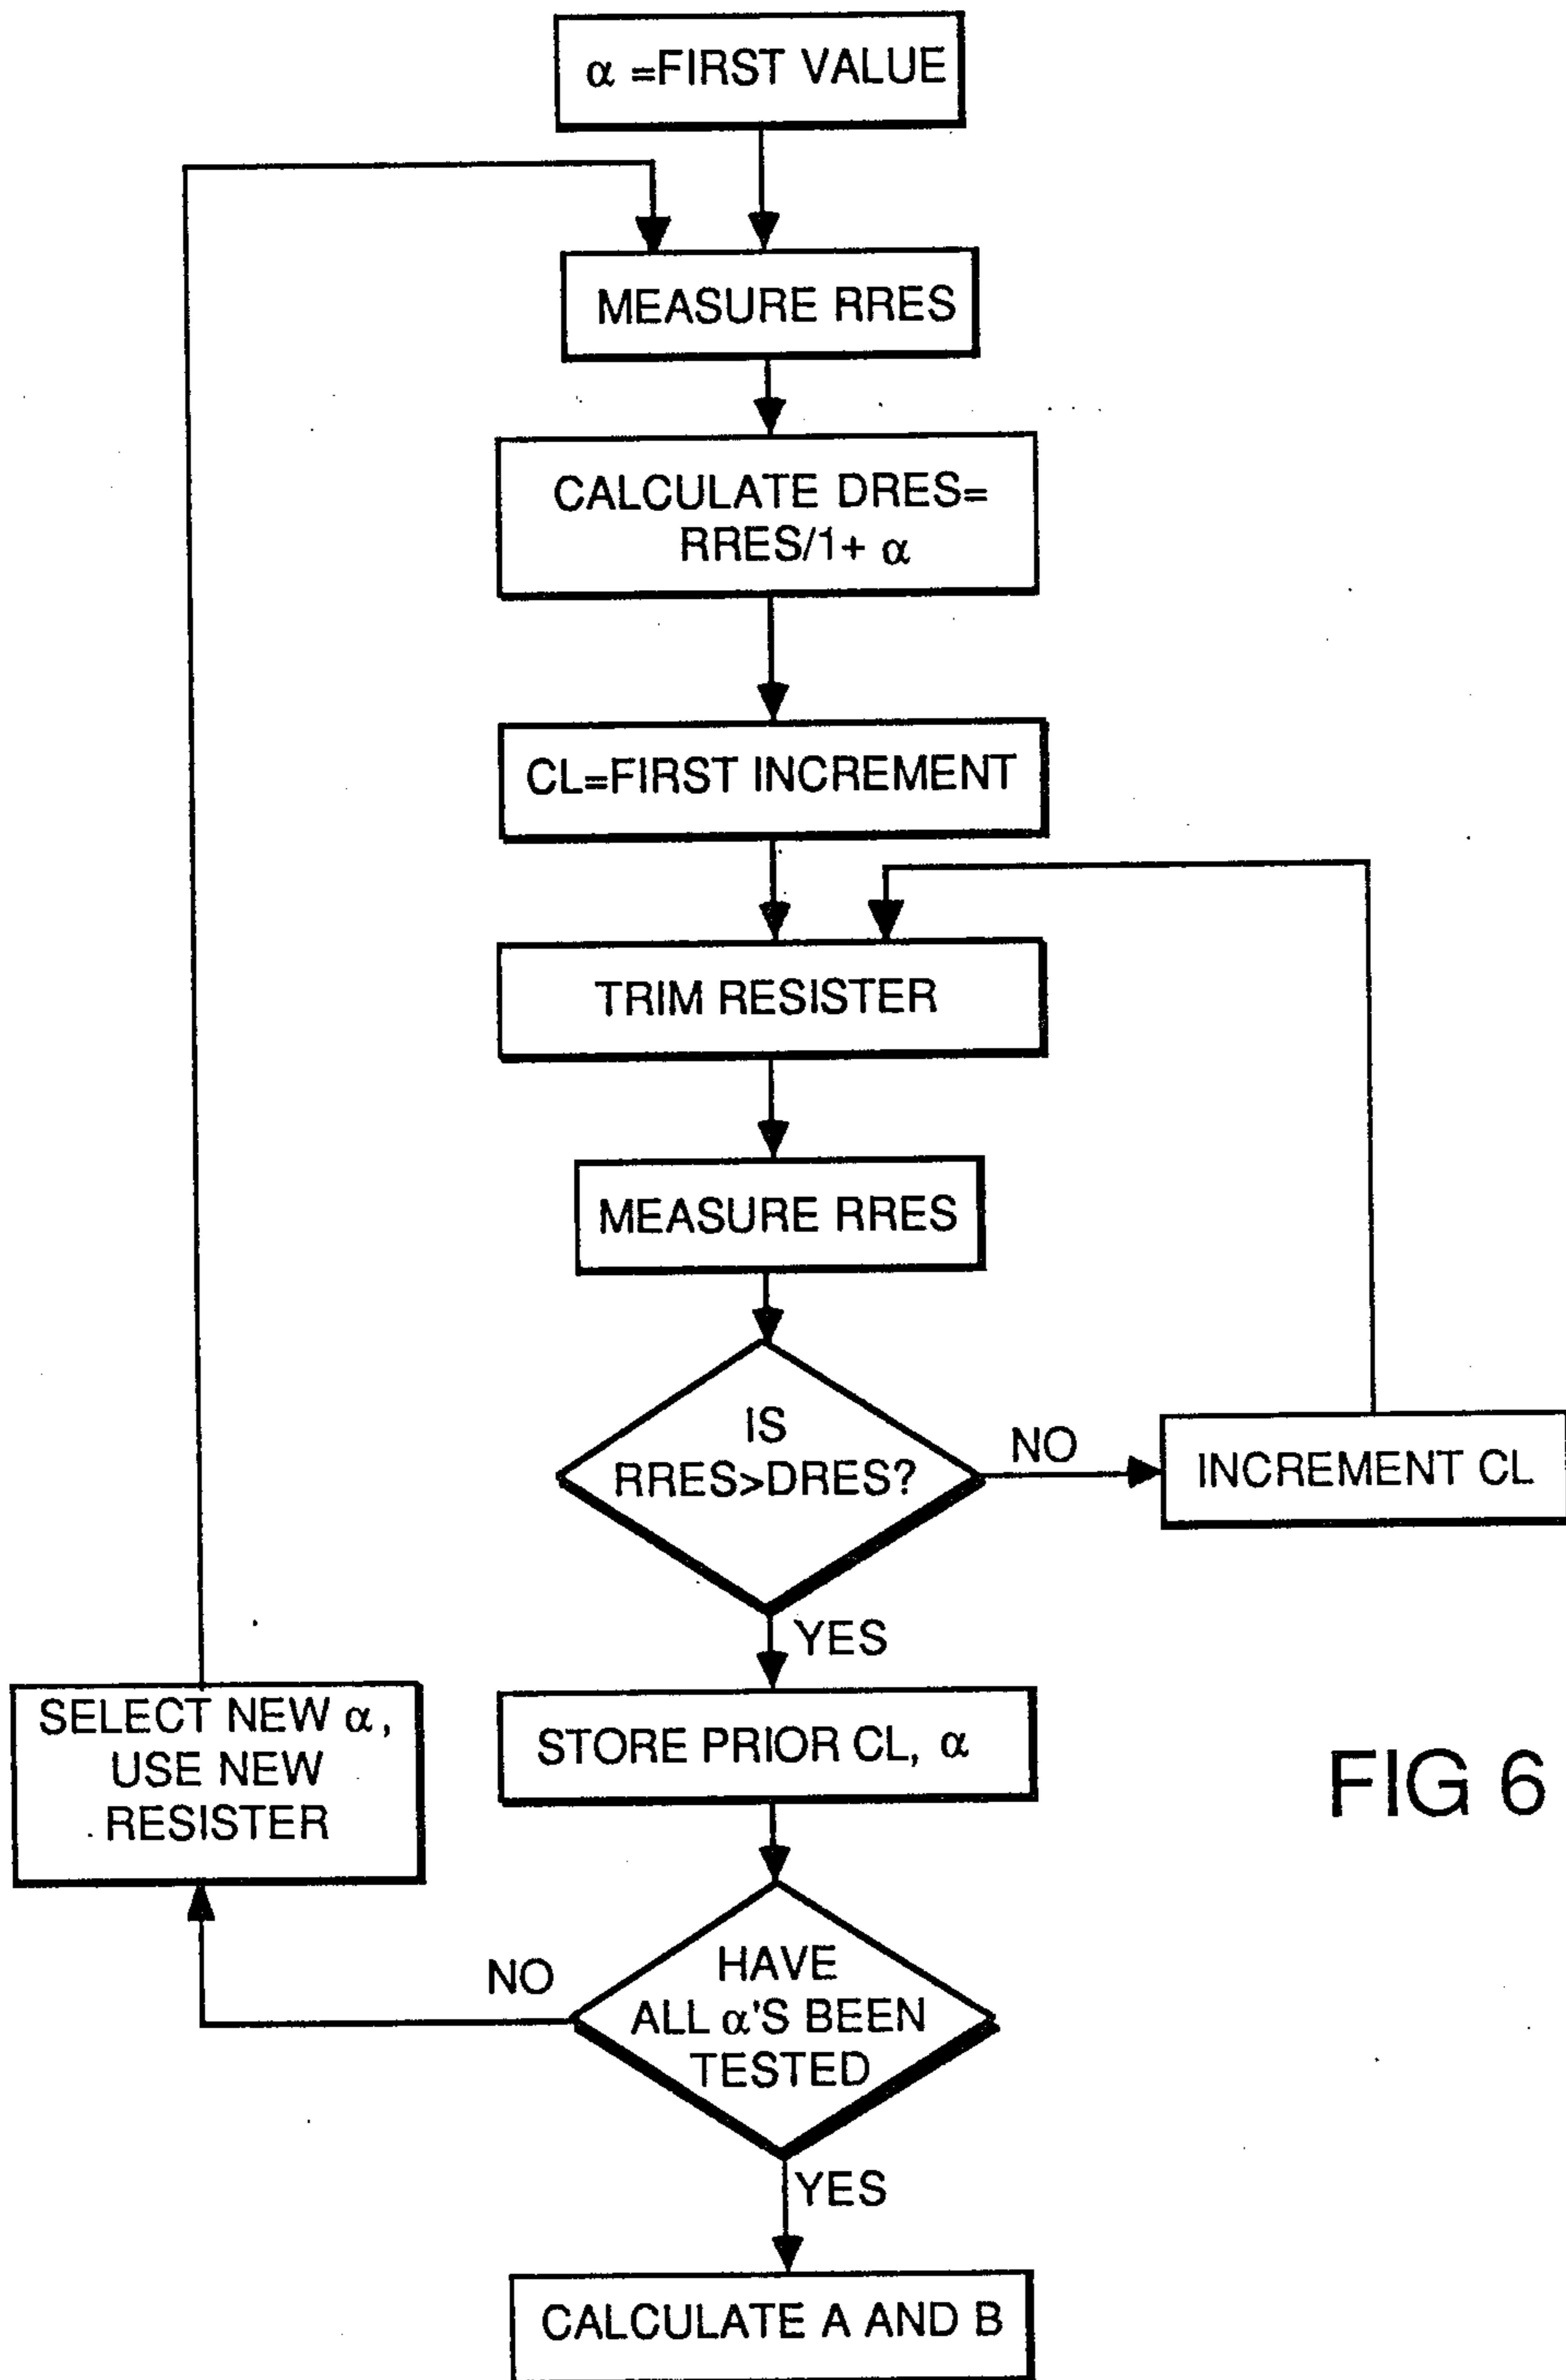 α =FIRST VALUE
MEASURE RRES
CALCULATE DRES=
RRES/1+ α
CL=FIRST INCREMENT
TRIM RESISTER
MEASURE RRES
IS
RRES>DRES?
NO
INCREMENT CL
YES
STORE PRIOR CL, α
SELECT NEW α,
USE NEW
RESISTER
FIG 6
HAVE
ALL α'S BEEN
TESTED
NO
YES
CALCULATE A AND B